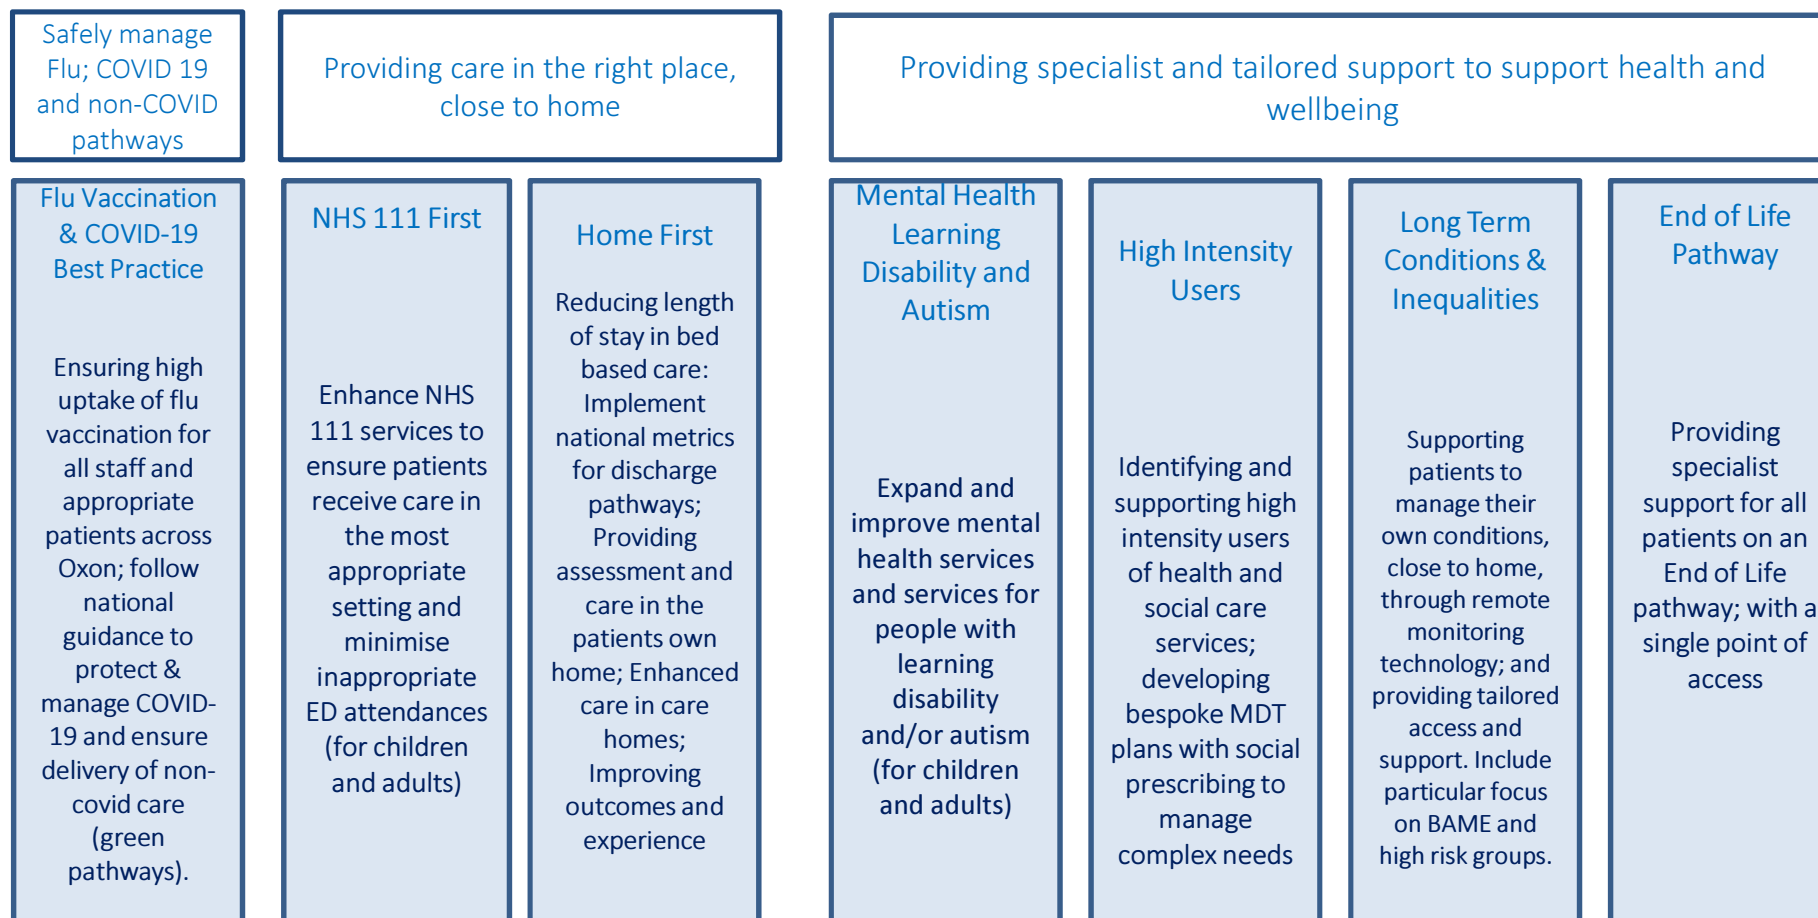 Safely manage
Flu; COVID 19
and non-COVID
pathways
Providing care in the right place,
close to home
Providing specialist and tailored support to support health and
wellbeing
Flu Vaccination
& COVID-19
Best Practice
Ensuring high
uptake of flu
vaccination for
all staff and
appropriate
patients across
Oxon; follow
national
guidance to
protect &
manage COVID-
19 and ensure
delivery of non-
covid care
(green
pathways).
NHS 111 First
Enhance NHS
111 services to
ensure patients
receive care in
the most
appropriate
setting and
minimise
inappropriate
ED attendances
(for children
and adults)
Home First
Reducing length
of stay in bed
based care:
Implement
national metrics
for discharge
pathways;
Providing
assessment and
care in the
patients own
home; Enhanced
care in care
homes;
Improving
outcomes and
experience
Mental Health
Learning
Disability and
Autism
Expand and
improve mental
health services
and services for
people with
learning
disability
and/or autism
(for children
and adults)
High Intensity
Users
Identifying and
supporting high
intensity users
of health and
social care
services;
developing
bespoke MDT
plans with social
prescribing to
manage
complex needs
Long Term
Conditions &
Inequalities
Supporting
patients to
manage their
own conditions,
close to home,
through remote
monitoring
technology; and
providing tailored
access and
support. Include
particular focus
on BAME and
high risk groups.
End of Life
Pathway
Providing
specialist
support for all
patients on an
End of Life
pathway; with a
single point of
access